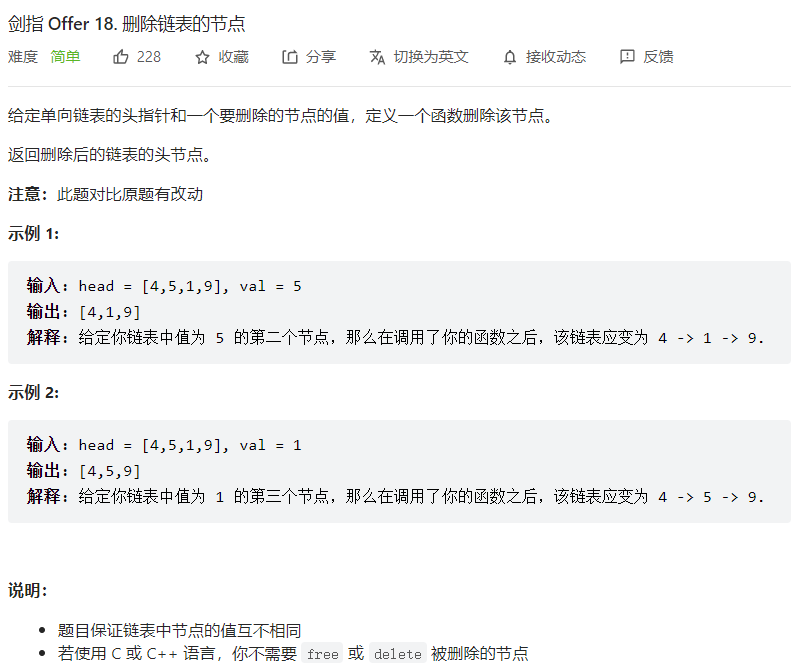 剑指 Offer 18. 删除链表的节点
难度 简单 228 收藏 分享 切换为英文 接收动态 反馈
给定单向链表的头指针和一个要删除的节点的值，定义一个函数删除该节点。
返回删除后的链表的头节点。
注意：此题对比原题有改动
示例 1:
输入: head = [4,5,1,9], val = 5
输出: [4,1,9]
解释: 给定你链表中值为 5 的第二个节点，那么在调用了你的函数之后，该链表应变为 4 -> 1 -> 9.
示例 2:
输入: head = [4,5,1,9], val = 1
输出: [4,5,9]
解释: 给定你链表中值为 1 的第三个节点，那么在调用了你的函数之后，该链表应变为 4 -> 5 -> 9.
说明：
• 题目保证链表中节点的值互不相同
• 若使用 C 或 C++ 语言，你不需要 free 或 delete 被删除的节点